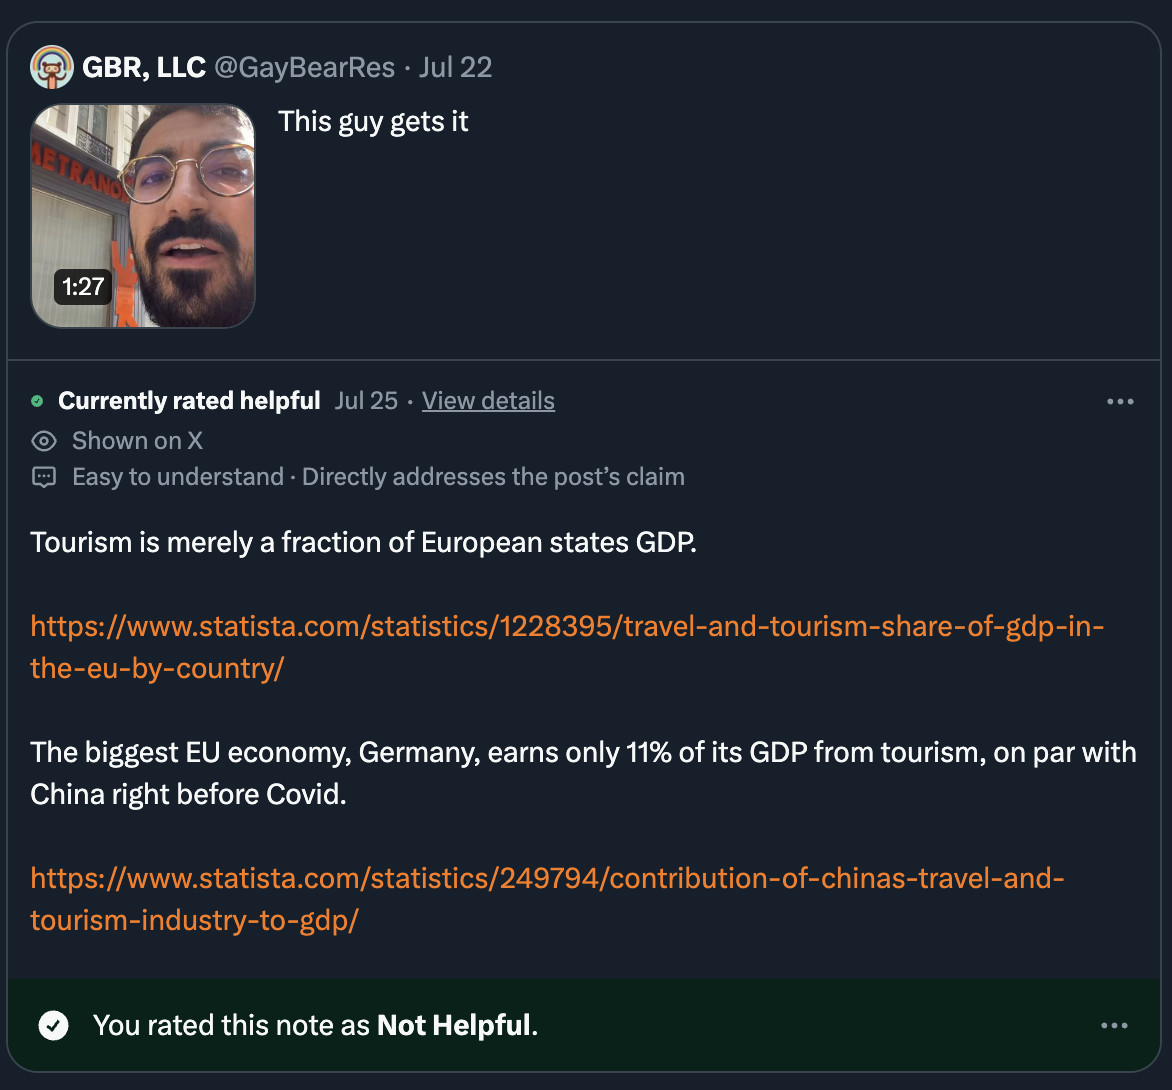 GBR, LLC @GayBearRes · Jul 22
This guy gets it
METRANO
1:27
Currently rated helpful Jul 25 · View details
Shown on X
Easy to understand · Directly addresses the post’s claim
Tourism is merely a fraction of European states GDP.
https://www.statista.com/statistics/1228395/travel-and-tourism-share-of-gdp-in-
the-eu-by-country/
The biggest EU economy, Germany, earns only 11% of its GDP from tourism, on par with
China right before Covid.
https://www.statista.com/statistics/249794/contribution-of-chinas-travel-and-
tourism-industry-to-gdp/
You rated this note as Not Helpful.